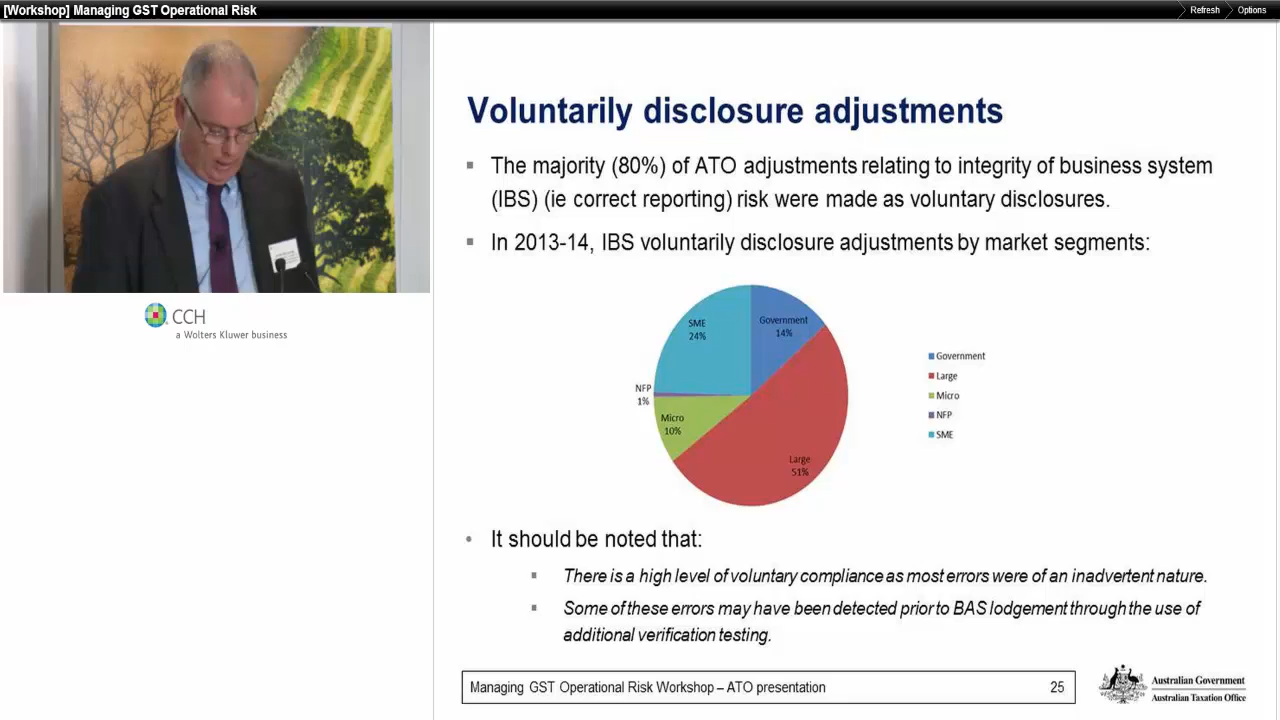 [Workshop] Managing GST Operational Risk
Refresh
Options
CCH
a Wolters Kluwer business
Voluntarily disclosure adjustments
▪ The majority (80%) of ATO adjustments relating to integrity of business system
(IBS) (ie correct reporting) risk were made as voluntary disclosures.
▪ In 2013-14, IBS voluntarily disclosure adjustments by market segments:
SME
24%
Government
14%
NFP
1%
Micro
10%
Large
51%
Government
Large
Micro
NFP
SME
• It should be noted that:
▪ There is a high level of voluntary compliance as most errors were of an inadvertent nature.
▪ Some of these errors may have been detected prior to BAS lodgement through the use of
additional verification testing.
Managing GST Operational Risk Workshop – ATO presentation 25
Australian Government
Australian Taxation Office